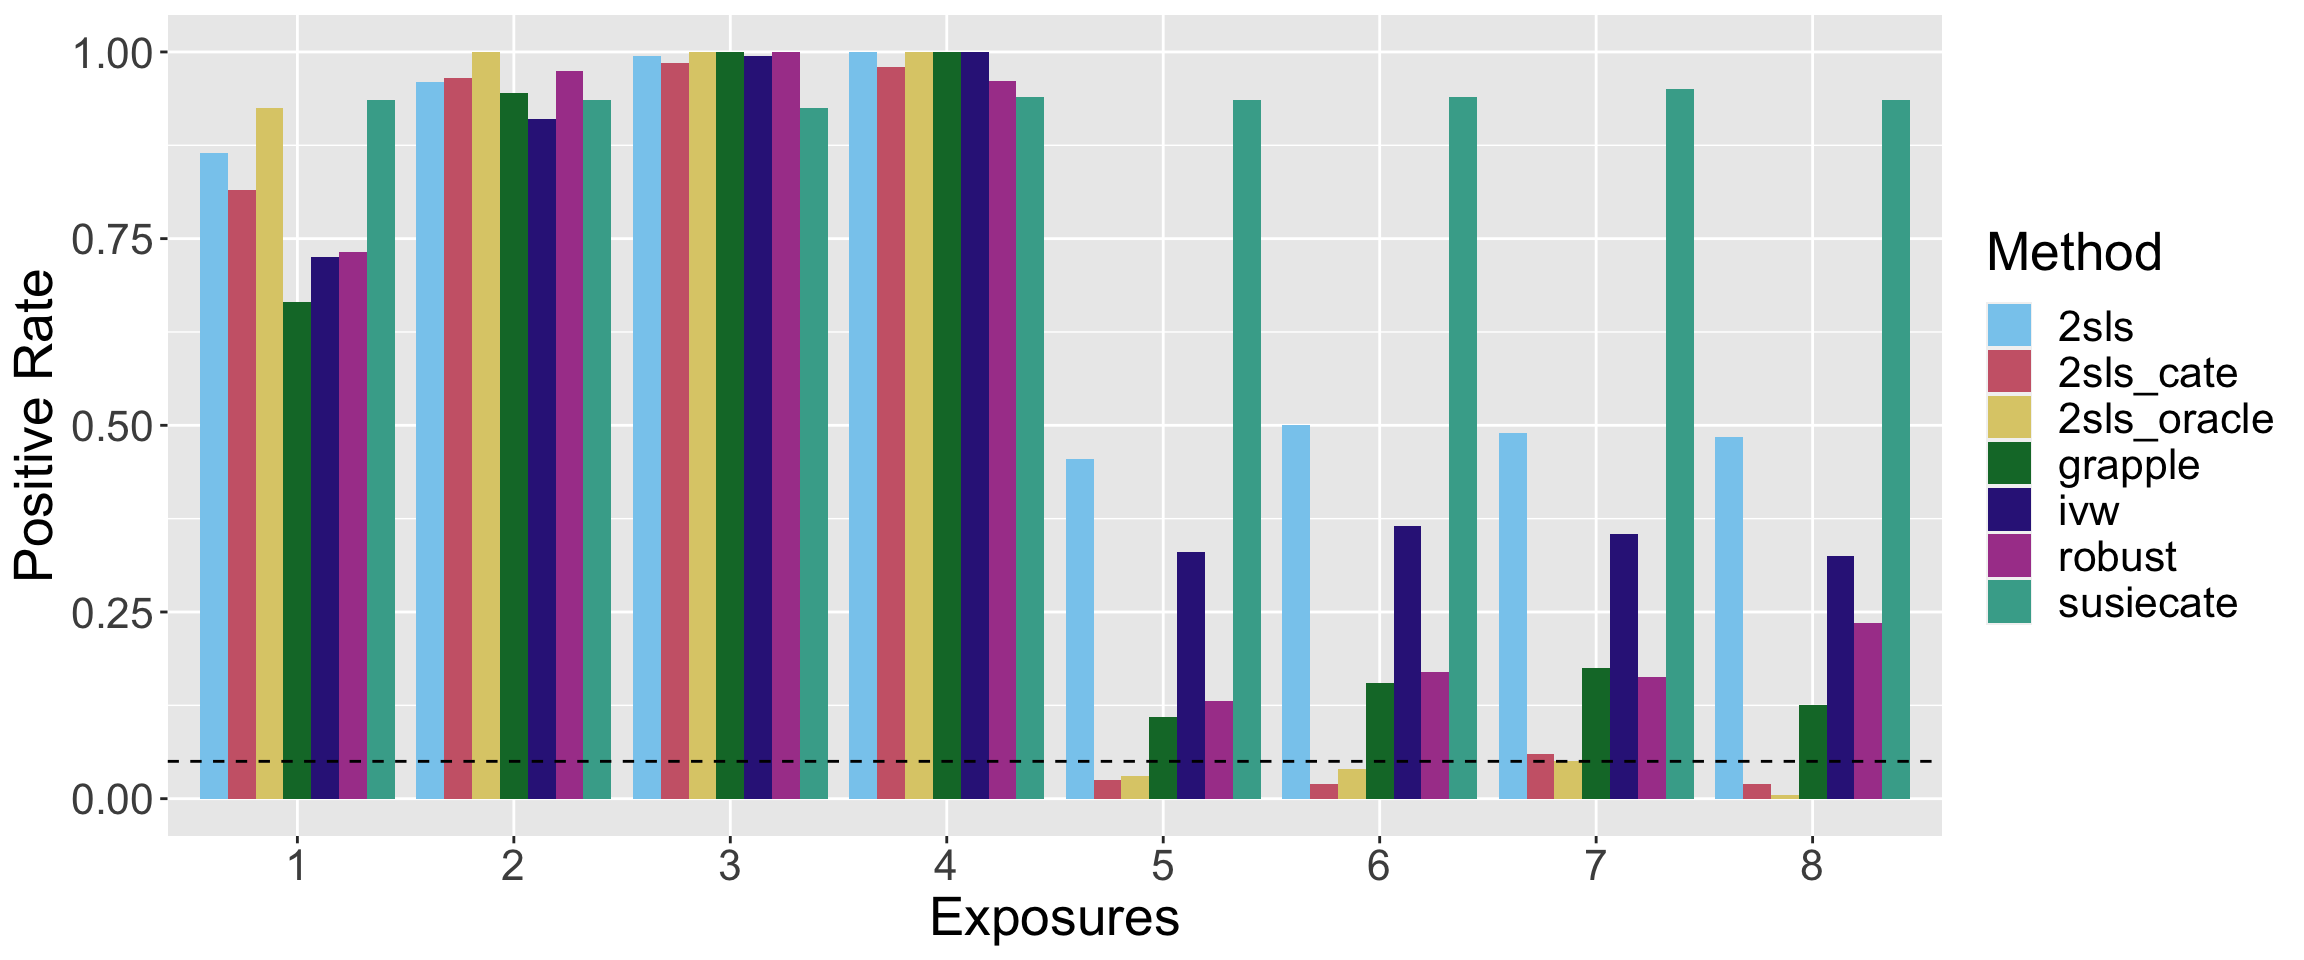 Positive Rate
1.00
0.75
0.50
0.25
0.00
1 2 3 4 5 6 7 8
Exposures
Method
2sls
2sls_cate
2sls_oracle
grapple
ivw
robust
susiecate